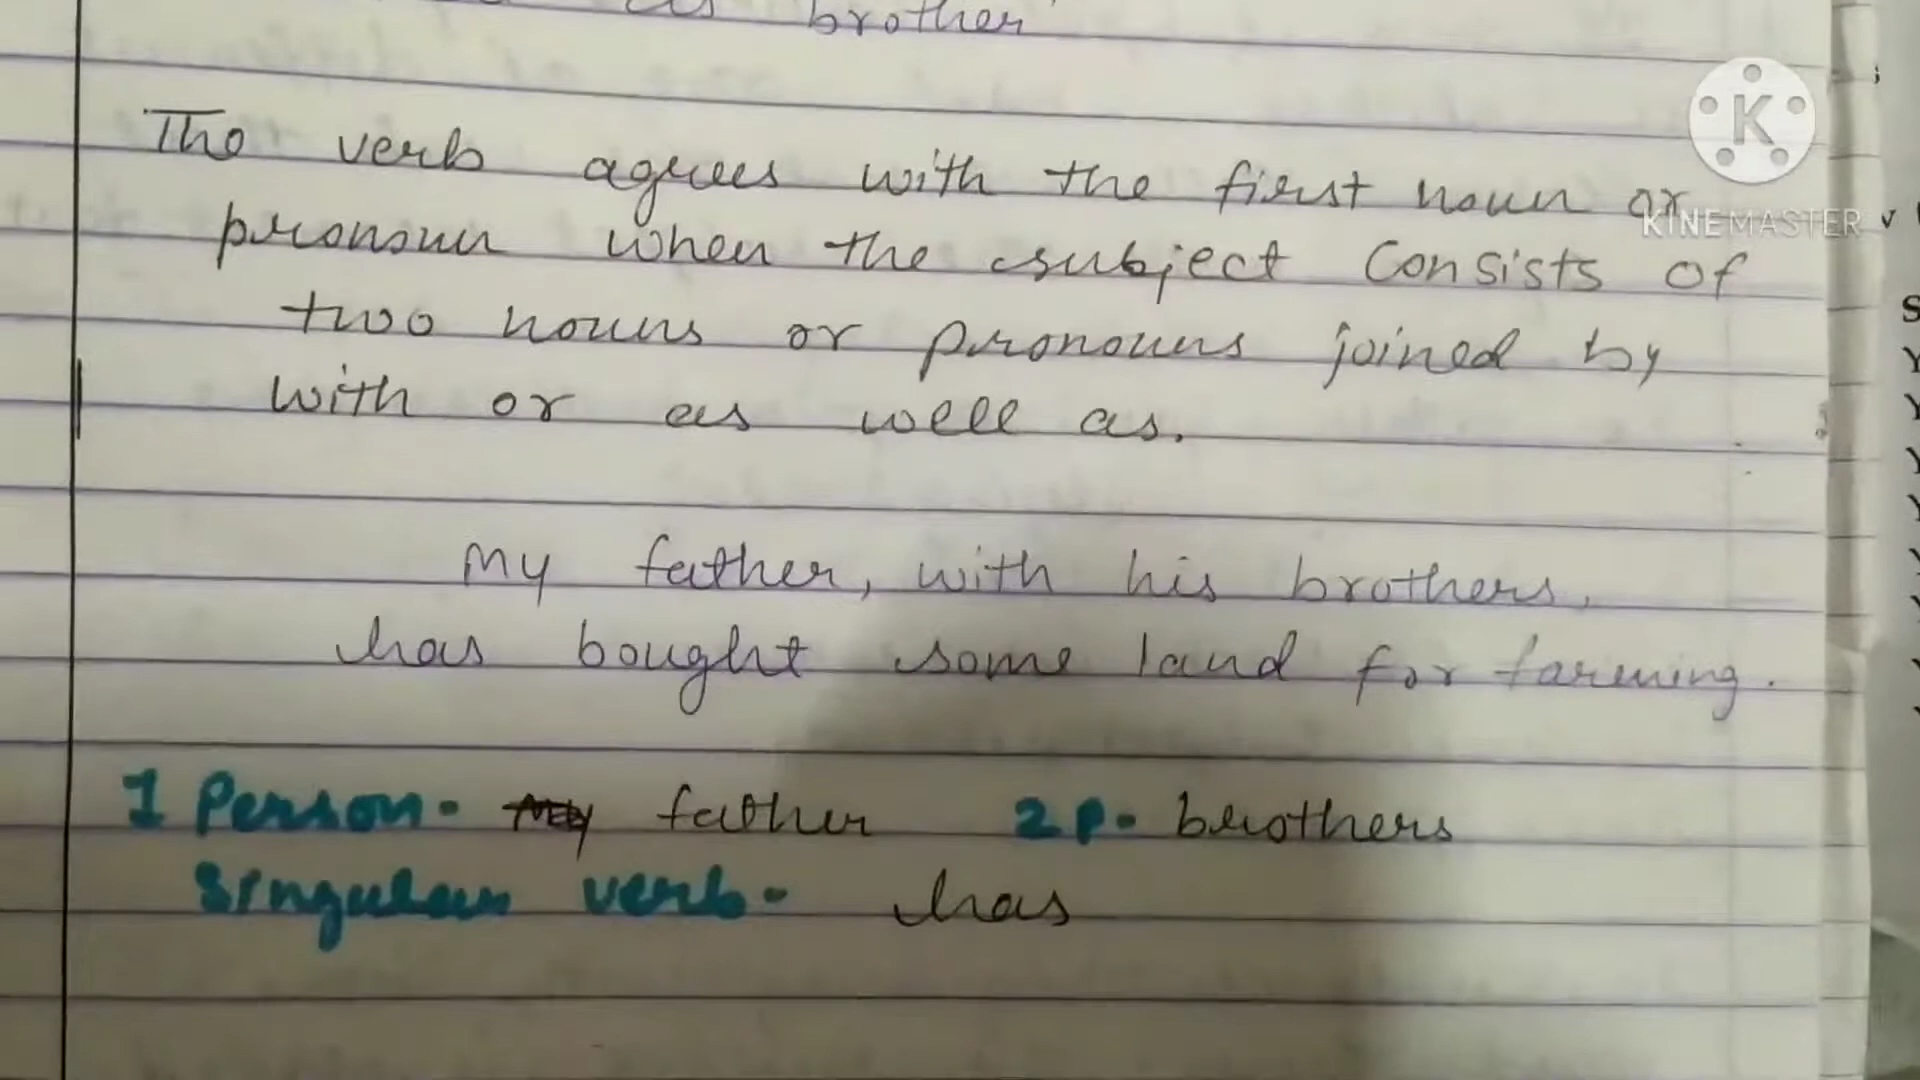 as brother
The verb agrees with the first noun or
pronoun when the subject consists of
two nouns or pronouns joined by
with or as well as.
My father, with his brothers,
has bought some land for farming.
1 Person- father 2P- brothers
Singular verb- has
K
KINEMASTER